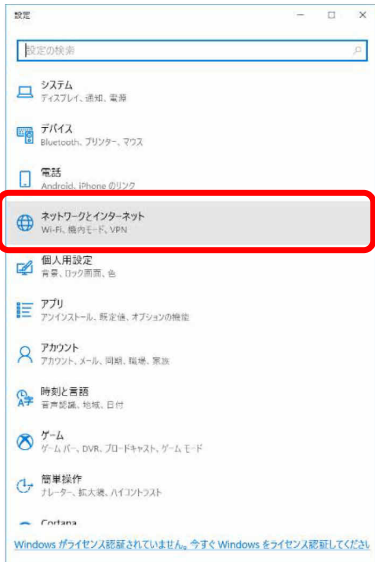 設定
設定の検索
システム
ディスプレイ、通知、電源
デバイス
Bluetooth、プリンター、マウス
電話
Android、iPhone のリンク
ネットワークとインターネット
Wi-Fi、機内モード、VPN
個人用設定
背景、ロック画面、色
アプリ
アンインストール、既定値、オプションの機能
アカウント
アカウント、メール、同期、職場、家族
時刻と言語
音声認識、地域、日付
ゲーム
ゲーム バー、DVR、ブロードキャスト、ゲーム モード
簡単操作
ナレーター、拡大鏡、ハイコントラスト
Cortana
Windows がライセンス認証されていません。今すぐ Windows をライセンス認証してくださ